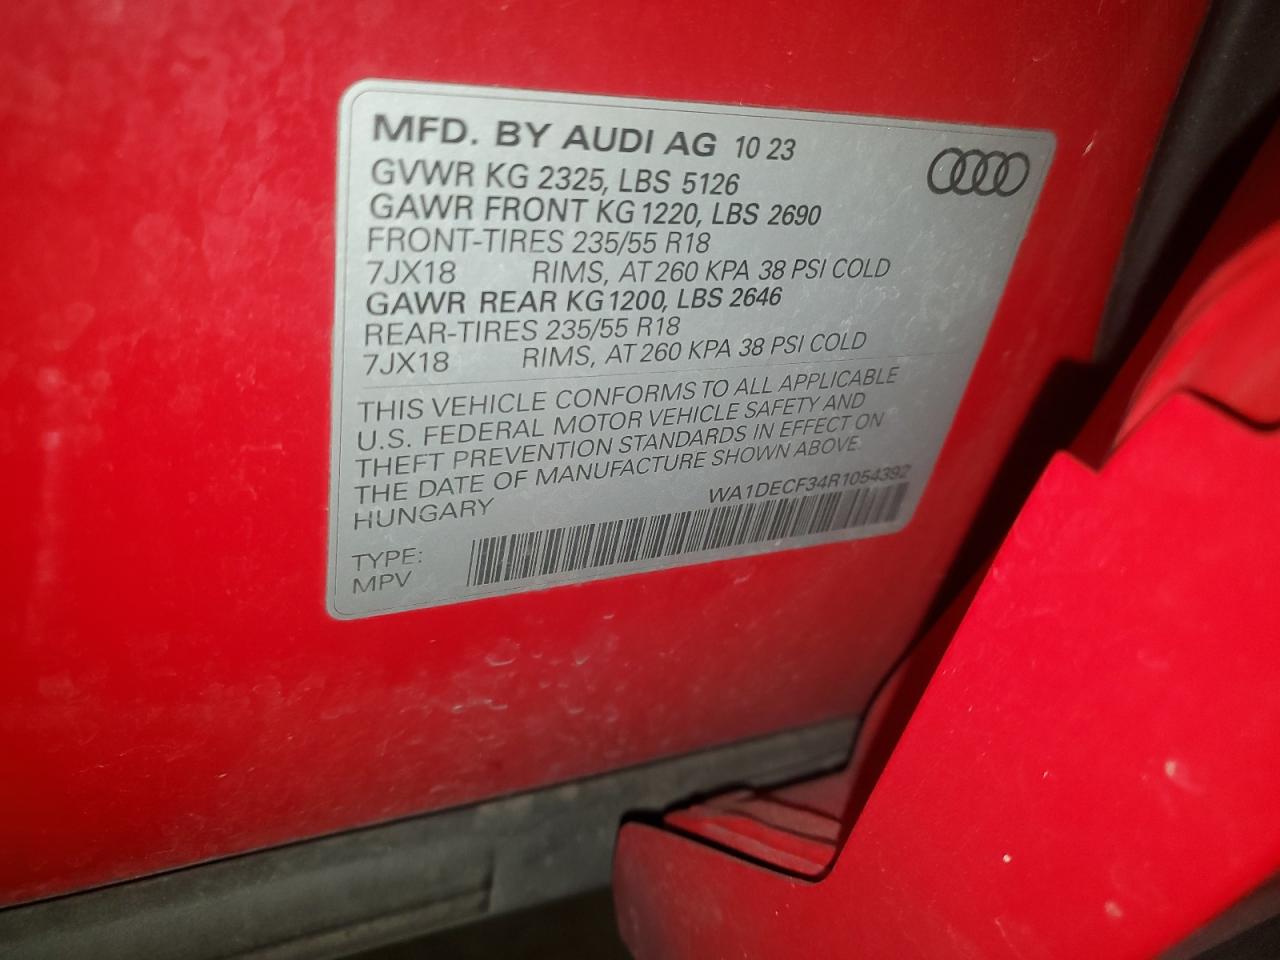 MFD. BY AUDI AG 10 23
GVWR KG 2325, LBS 5126
GAWR FRONT KG 1220, LBS 2690
FRONT-TIRES 235/55 R18
7JX18 RIMS, AT 260 KPA 38 PSI COLD
GAWR REAR KG 1200, LBS 2646
REAR-TIRES 235/55 R18
7JX18 RIMS, AT 260 KPA 38 PSI COLD
THIS VEHICLE CONFORMS TO ALL APPLICABLE
U.S. FEDERAL MOTOR VEHICLE SAFETY AND
THEFT PREVENTION STANDARDS IN EFFECT ON
THE DATE OF MANUFACTURE SHOWN ABOVE.
HUNGARY WA1DECF34R1054392
TYPE:
MPV